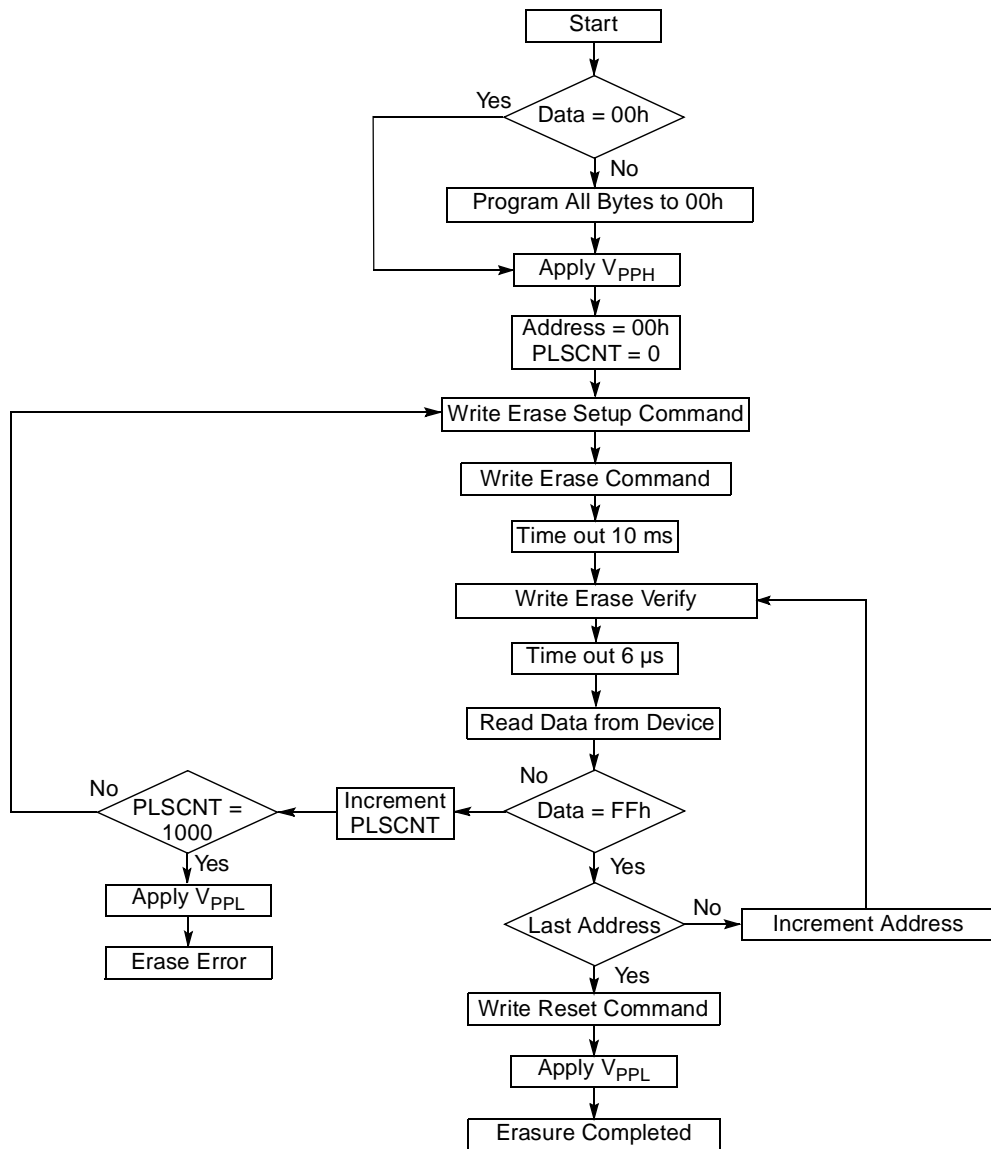 Start
Yes
Data = 00h
No
Program All Bytes to 00h
Apply VPPH
Address = 00h
PLSCNT = 0
Write Erase Setup Command
Write Erase Command
Time out 10 ms
Write Erase Verify
Time out 6 µs
Read Data from Device
No
PLSCNT =
1000
Increment
PLSCNT
No
Data = FFh
Yes
Yes
Apply VPPL
Last Address
No
Increment Address
Erase Error
Yes
Write Reset Command
Apply VPPL
Erasure Completed